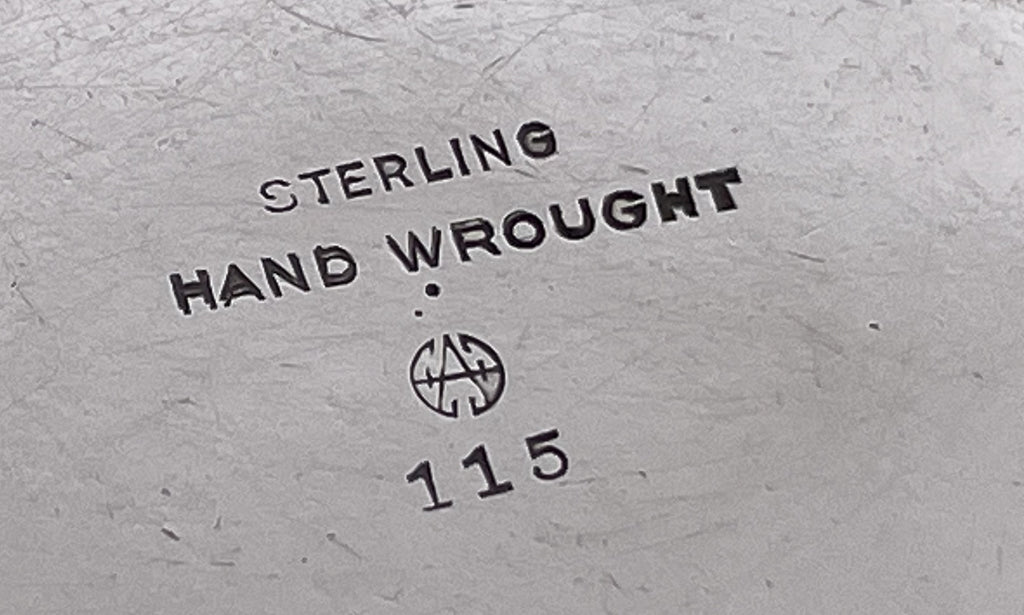 STERLING
HAND WROUGHT
115